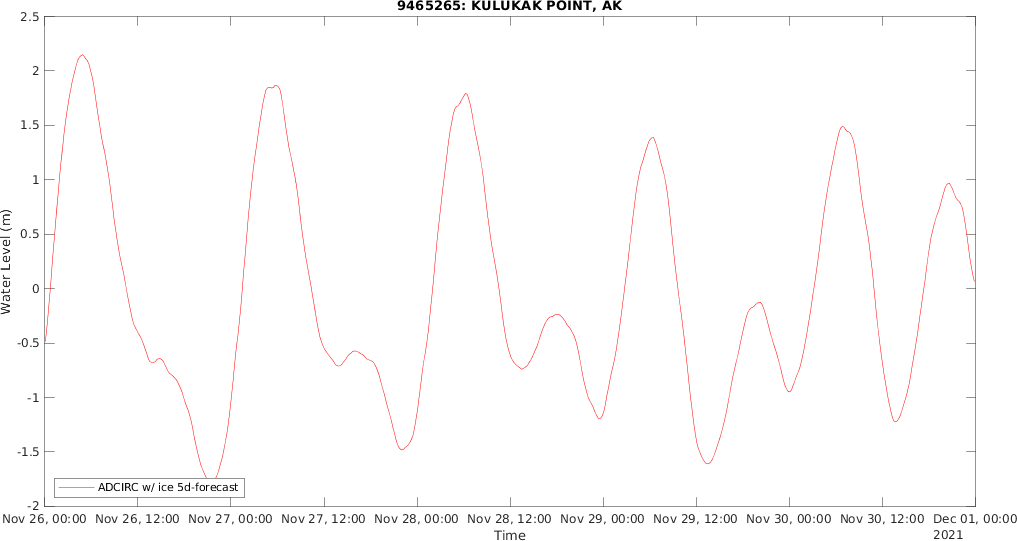 9465265: KULUKAK POINT, AK
2.5
2
1.5
1
0.5
0
-0.5
-1
-1.5
-2
Water Level (m)
ADCIRC w/ ice 5d-forecast
Nov 26, 00:00 Nov 26, 12:00 Nov 27, 00:00 Nov 27, 12:00 Nov 28, 00:00 Nov 28, 12:00 Nov 29, 00:00 Nov 29, 12:00 Nov 30, 00:00 Nov 30, 12:00 Dec 01, 00:00
2021
Time